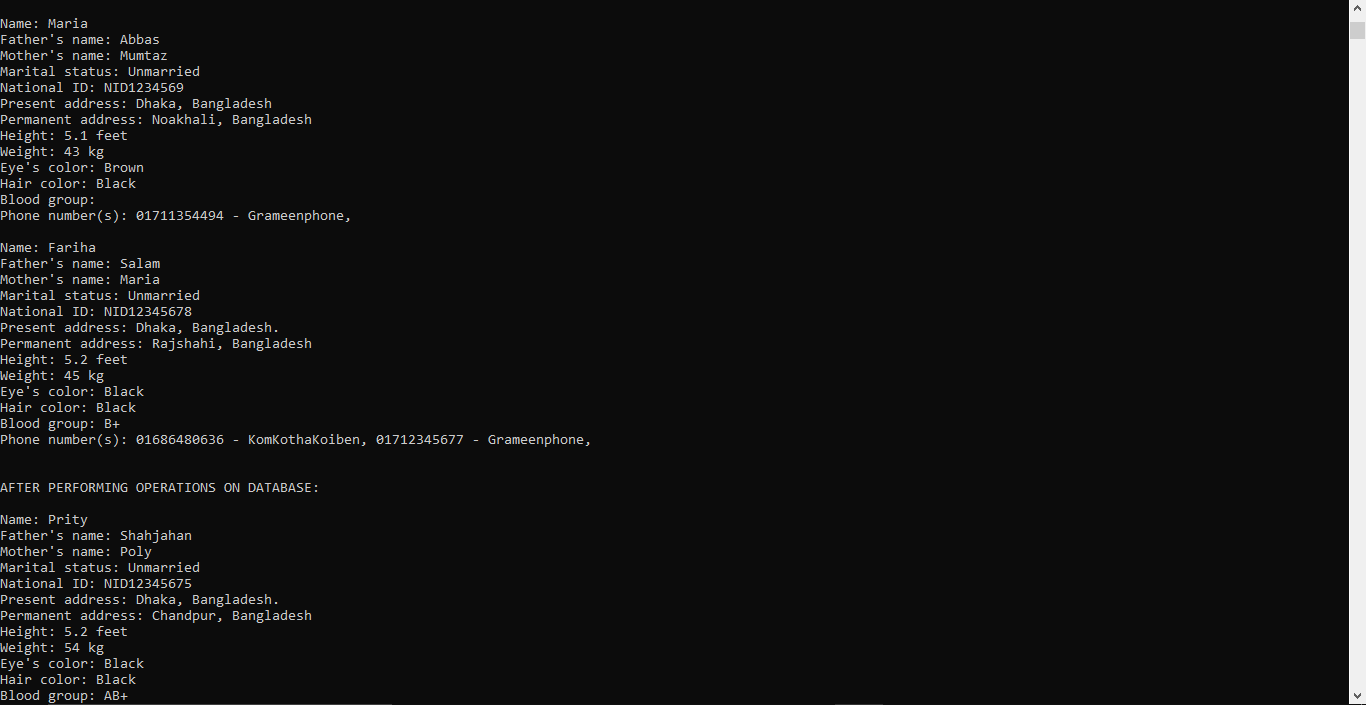 Name: Maria
Father's name: Abbas
Mother's name: Mumtaz
Marital status: Unmarried
National ID: NID1234569
Present address: Dhaka, Bangladesh
Permanent address: Noakhali, Bangladesh
Height: 5.1 feet
Weight: 43 kg
Eye's color: Brown
Hair color: Black
Blood group:
Phone number(s): 01711354494 - Grameenphone,
Name: Fariha
Father's name: Salam
Mother's name: Maria
Marital status: Unmarried
National ID: NID12345678
Present address: Dhaka, Bangladesh.
Permanent address: Rajshahi, Bangladesh
Height: 5.2 feet
Weight: 45 kg
Eye's color: Black
Hair color: Black
Blood group: B+
Phone number(s): 01686480636 - KomKothaKoiben, 01712345677 - Grameenphone,
AFTER PERFORMING OPERATIONS ON DATABASE:
Name: Prity
Father's name: Shahjahan
Mother's name: Poly
Marital status: Unmarried
National ID: NID12345675
Present address: Dhaka, Bangladesh.
Permanent address: Chandpur, Bangladesh
Height: 5.2 feet
Weight: 54 kg
Eye's color: Black
Hair color: Black
Blood group: AB+